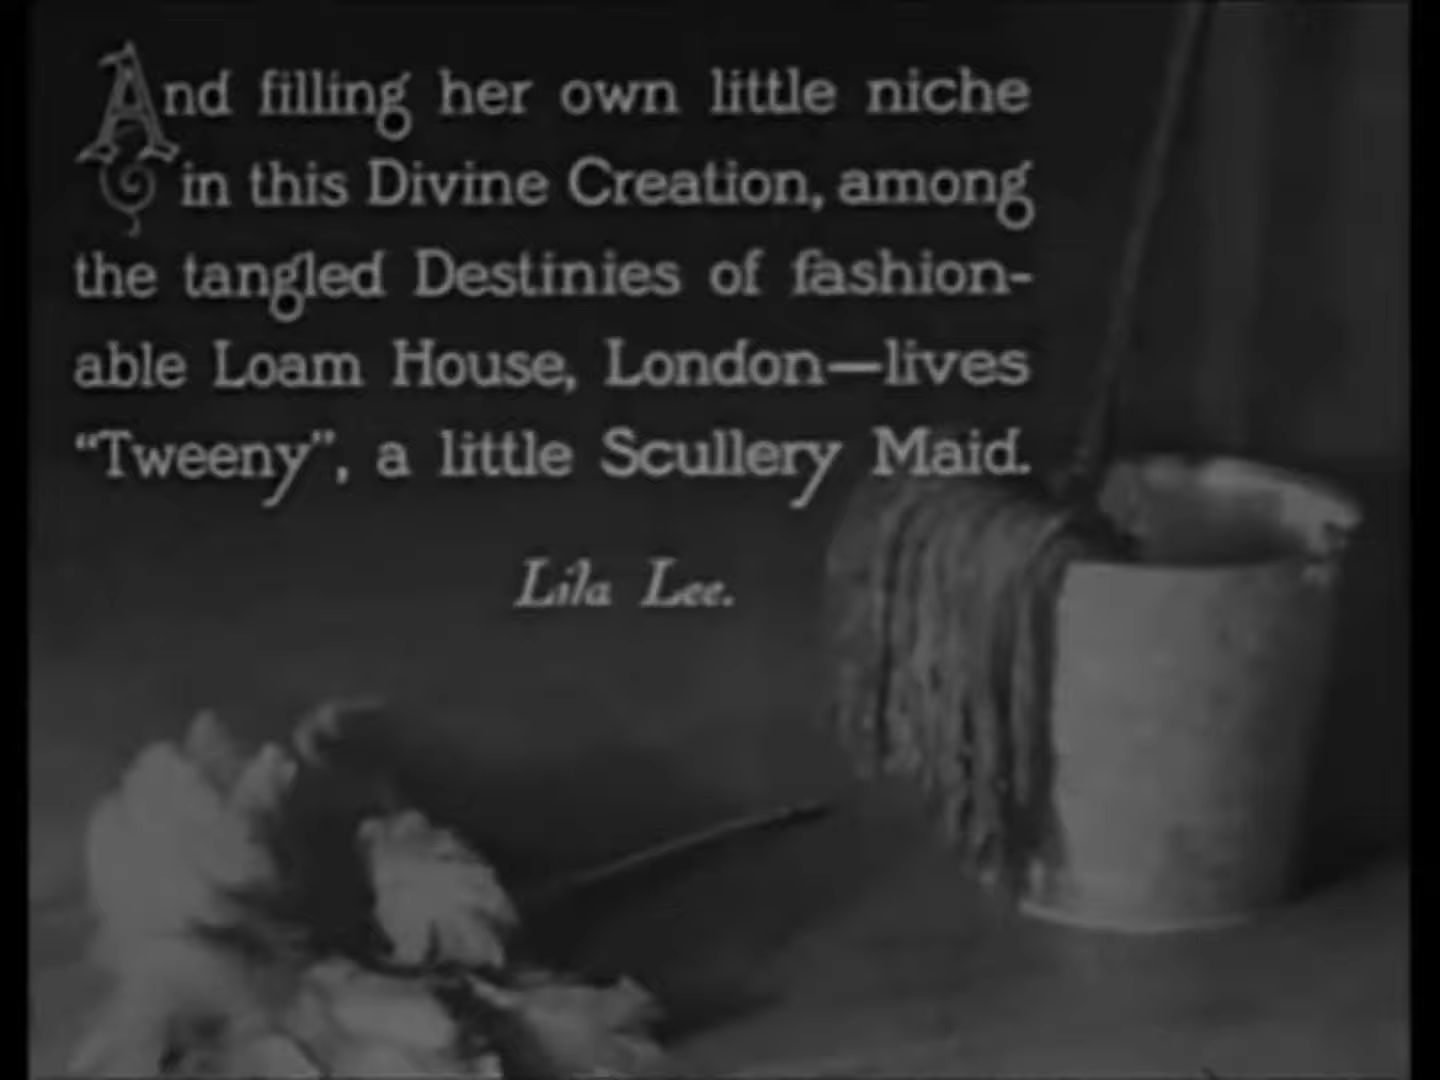 And filling her own little niche
in this Divine Creation, among
the tangled Destinies of fashion-
able Loam House, London—lives
“Tweeny”, a little Scullery Maid.
Lila Lee.